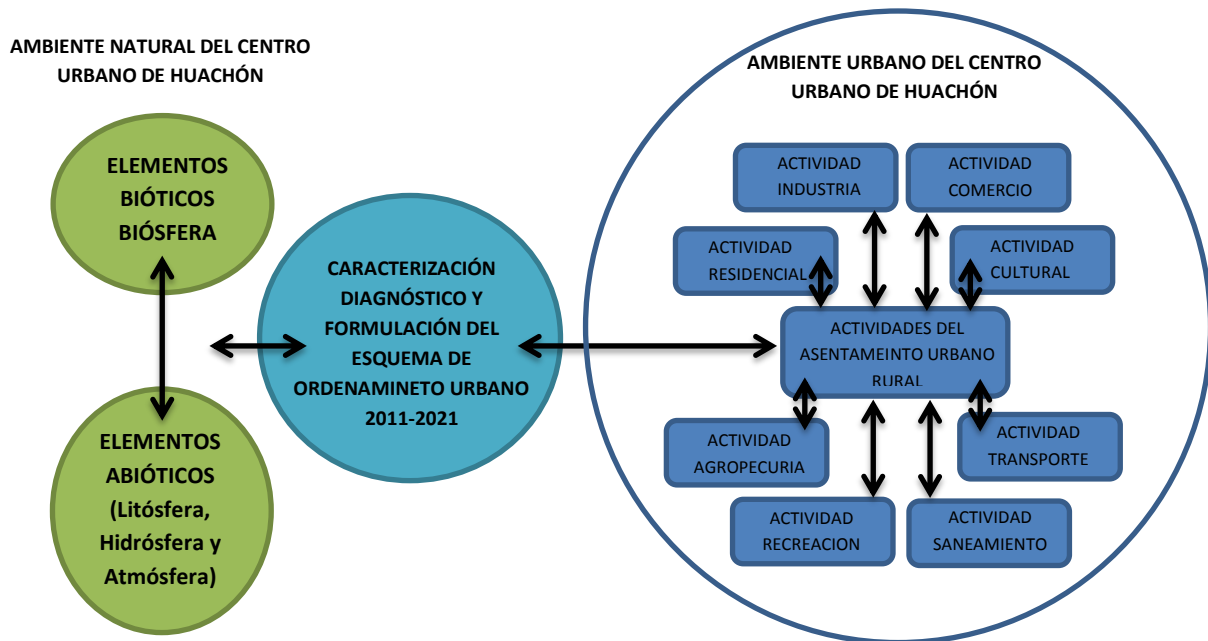 AMBIENTE NATURAL DEL CENTRO
URBANO DE HUACHÓN
ELEMENTOS
BIÓTICOS
BIÓSFERA
ELEMENTOS
ABIÓTICOS
(Litósfera,
Hidrósfera y
Atmósfera)
CARACTERIZACIÓN
DIAGNÓSTICO Y
FORMULACIÓN DEL
ESQUEMA DE
ORDENAMINETO URBANO
2011-2021
AMBIENTE URBANO DEL CENTRO
URBANO DE HUACHÓN
ACTIVIDAD
INDUSTRIA
ACTIVIDAD
COMERCIO
ACTIVIDAD
RESIDENCIAL
ACTIVIDAD
CULTURAL
ACTIVIDADES DEL
ASENTAMEINTO URBANO
RURAL
ACTIVIDAD
AGROPECURIA
ACTIVIDAD
TRANSPORTE
ACTIVIDAD
RECREACION
ACTIVIDAD
SANEAMIENTO